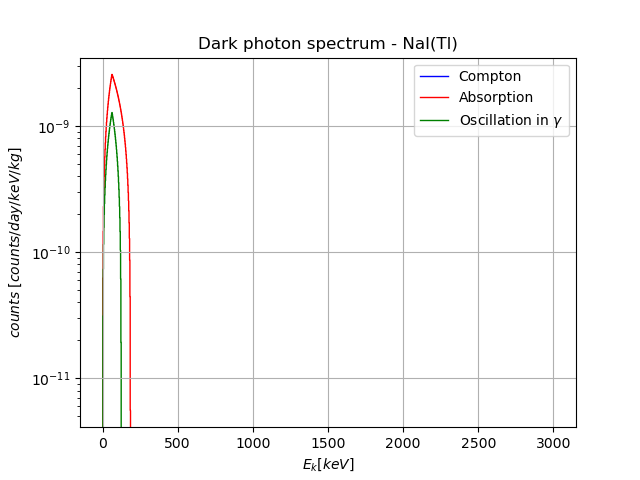 Dark photon spectrum - NaI(Tl)
Compton
Absorption
Oscillation in γ
counts [counts/day/keV/kg]
10⁻⁹
10⁻¹⁰
10⁻¹¹
0 500 1000 1500 2000 2500 3000
E_k[keV]